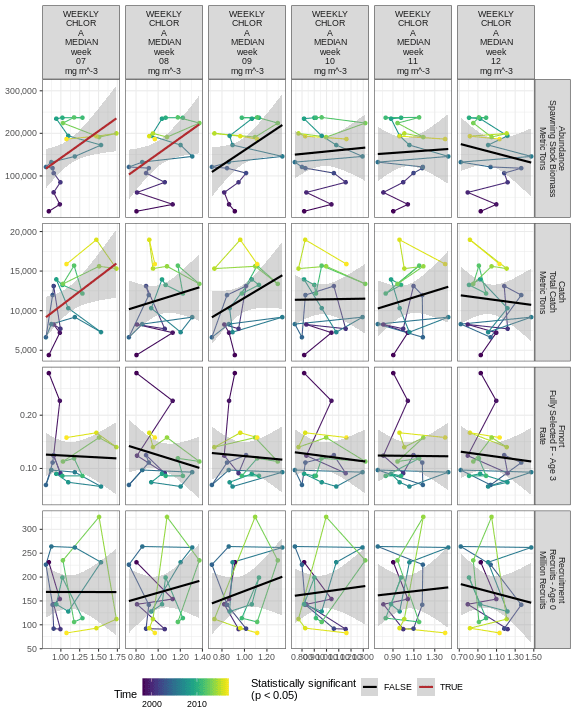 WEEKLY
CHLOR
A
MEDIAN
week
07
mg m^-3
WEEKLY
CHLOR
A
MEDIAN
week
08
mg m^-3
WEEKLY
CHLOR
A
MEDIAN
week
09
mg m^-3
WEEKLY
CHLOR
A
MEDIAN
week
10
mg m^-3
WEEKLY
CHLOR
A
MEDIAN
week
11
mg m^-3
WEEKLY
CHLOR
A
MEDIAN
week
12
mg m^-3
300,000
200,000
100,000
Abundance
Spawning Stock Biomass
Metric Tons
20,000
15,000
10,000
5,000
Catch
Total Catch
Metric Tons
0.20
0.10
Fmort
Fully Selected F - Age 3
Rate
300
250
200
150
100
50
Recruitment
Recruits - Age 0
Million Recruits
1.00 1.25 1.50 1.75
0.80 1.00 1.20 1.40
0.80 1.00 1.20
0.90 1.10 1.30
0.70 0.90 1.10 1.30 1.50
Time
2000 2010
Statistically significant
(p < 0.05)
FALSE
TRUE